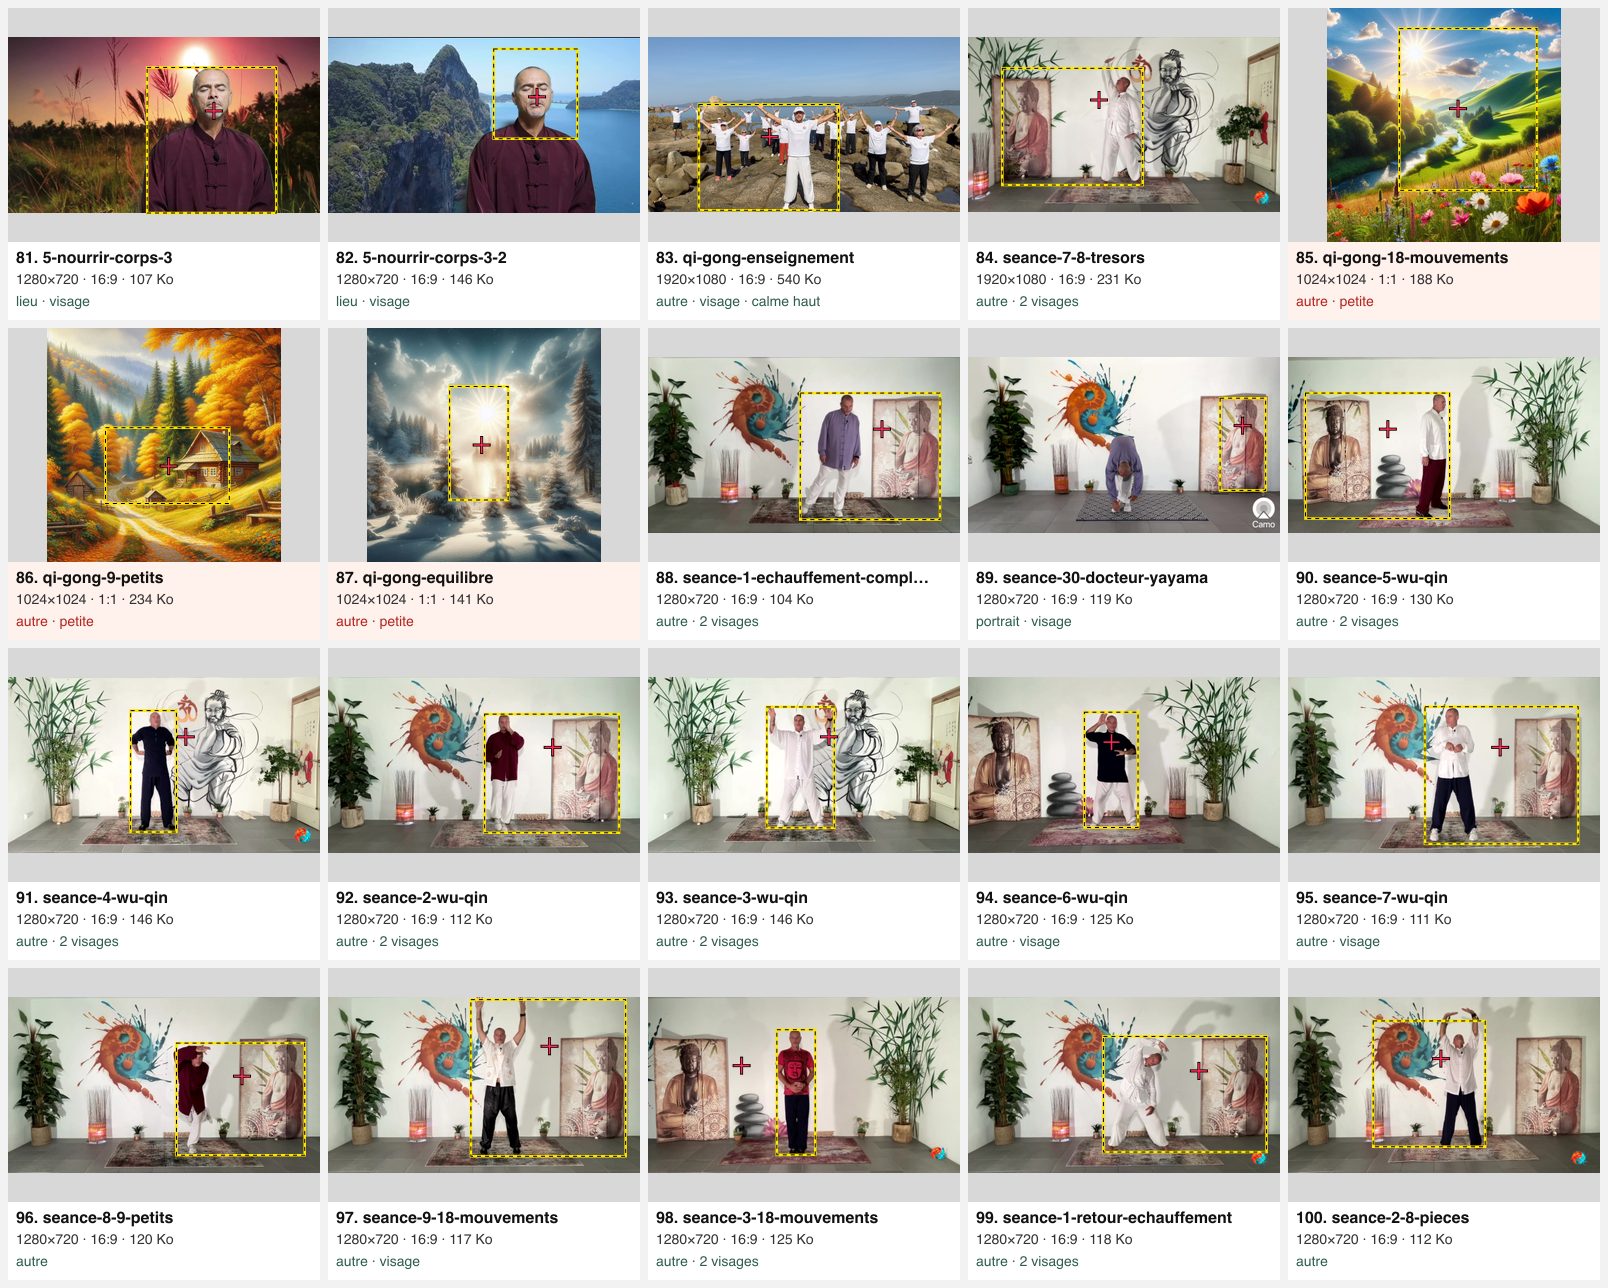 81. 5-nourrir-corps-3
1280×720 · 16:9 · 107 Ko
lieu · visage
82. 5-nourrir-corps-3-2
1280×720 · 16:9 · 146 Ko
lieu · visage
83. qi-gong-enseignement
1920×1080 · 16:9 · 540 Ko
autre · visage · calme haut
84. seance-7-8-tresors
1920×1080 · 16:9 · 231 Ko
autre · 2 visages
85. qi-gong-18-mouvements
1024×1024 · 1:1 · 188 Ko
autre · petite
86. qi-gong-9-petits
1024×1024 · 1:1 · 234 Ko
autre · petite
87. qi-gong-equilibre
1024×1024 · 1:1 · 141 Ko
autre · petite
88. seance-1-echauffement-compl...
1280×720 · 16:9 · 104 Ko
autre · 2 visages
Camo
89. seance-30-docteur-yayama
1280×720 · 16:9 · 119 Ko
portrait · visage
90. seance-5-wu-qin
1280×720 · 16:9 · 130 Ko
autre · 2 visages
91. seance-4-wu-qin
1280×720 · 16:9 · 146 Ko
autre · 2 visages
92. seance-2-wu-qin
1280×720 · 16:9 · 112 Ko
autre · 2 visages
93. seance-3-wu-qin
1280×720 · 16:9 · 146 Ko
autre · 2 visages
94. seance-6-wu-qin
1280×720 · 16:9 · 125 Ko
autre · visage
95. seance-7-wu-qin
1280×720 · 16:9 · 111 Ko
autre · visage
96. seance-8-9-petits
1280×720 · 16:9 · 120 Ko
autre
97. seance-9-18-mouvements
1280×720 · 16:9 · 117 Ko
autre · visage
98. seance-3-18-mouvements
1280×720 · 16:9 · 125 Ko
autre · 2 visages
99. seance-1-retour-echauffement
1280×720 · 16:9 · 118 Ko
autre · 2 visages
100. seance-2-8-pieces
1280×720 · 16:9 · 112 Ko
autre